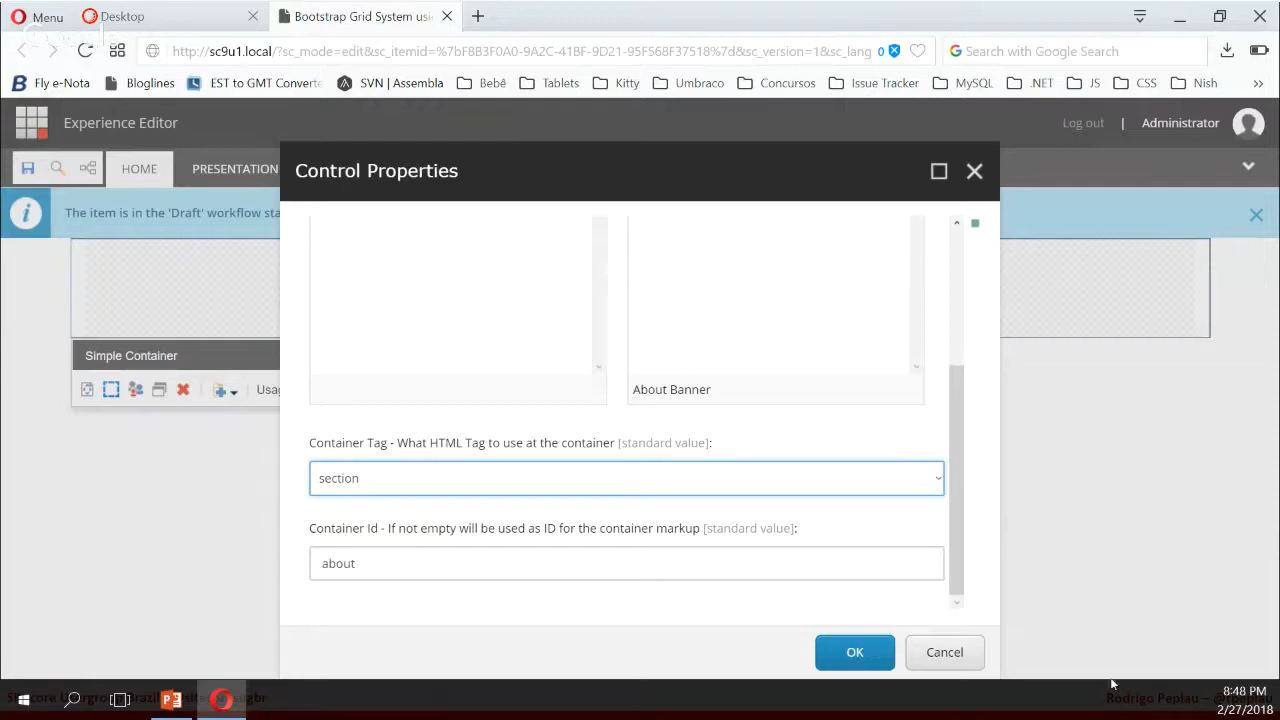 Menu
Desktop
Bootstrap Grid System usi
http://sc9u1.local/?sc_mode=edit&sc_itemid=%7bF8B3F0A0-9A2C-41BF-9D21-95F568F37518%7d&sc_version=1&sc_lang
0
Search with Google Search
Fly e-Nota
Bloglines
EST to GMT Converte
SVN | Assembla
Bebê
Tablets
Kitty
Umbraco
Concursos
Issue Tracker
MySQL
.NET
JS
CSS
Nish
Experience Editor
Log out | Administrator
HOME
PRESENTATION
Control Properties
The item is in the 'Draft' workflow sta
Simple Container
Usag
About Banner
Container Tag - What HTML Tag to use at the container [standard value]:
section
Container Id - If not empty will be used as ID for the container markup [standard value]:
about
OK
Cancel
Rodrigo Peplau –
8:48 PM
2/27/2018